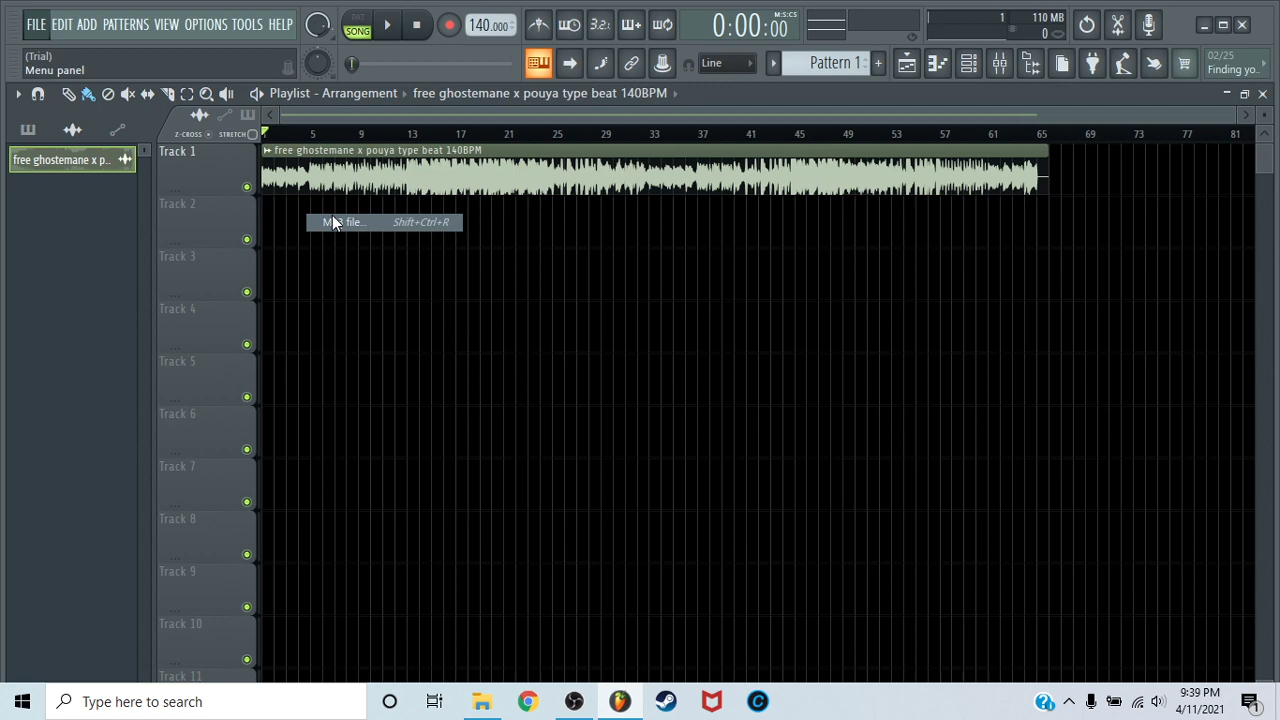 FILE EDIT ADD PATTERNS VIEW OPTIONS TOOLS HELP
PAT
SONG
140.000
3.2:
0:00:00
M:S:CS
1
110 MB
0
(Trial)
Menu panel
Line
Pattern 1
+
02/25
Finding yo..
Playlist - Arrangement
free ghostemane x pouya type beat 140BPM
Z-CROSS
STRETCH
5 9 13 17 21 25 29 33 37 41 45 49 53 57 61 65 69 73 77 81
free ghostemane x p..
Track 1
free ghostemane x pouya type beat 140BPM
...
Track 2
file... Shift+Ctrl+R
...
Track 3
...
Track 4
...
Track 5
...
Track 6
...
Track 7
...
Track 8
...
Track 9
...
Track 10
...
Track 11
Type here to search
9:39 PM
4/11/2021
1